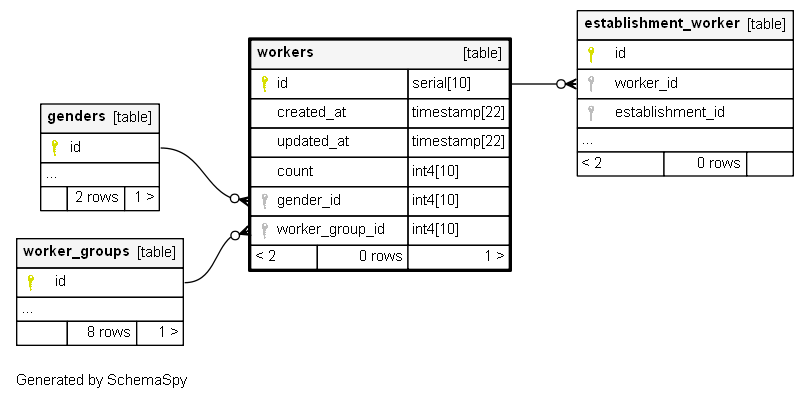 genders [table]
id
...
2 rows 1 >
worker_groups [table]
id
...
8 rows 1 >
workers [table]
id serial[10]
created_at timestamp[22]
updated_at timestamp[22]
count int4[10]
gender_id int4[10]
worker_group_id int4[10]
< 2 0 rows 1 >
establishment_worker [table]
id
worker_id
establishment_id
...
< 2 0 rows
Generated by SchemaSpy